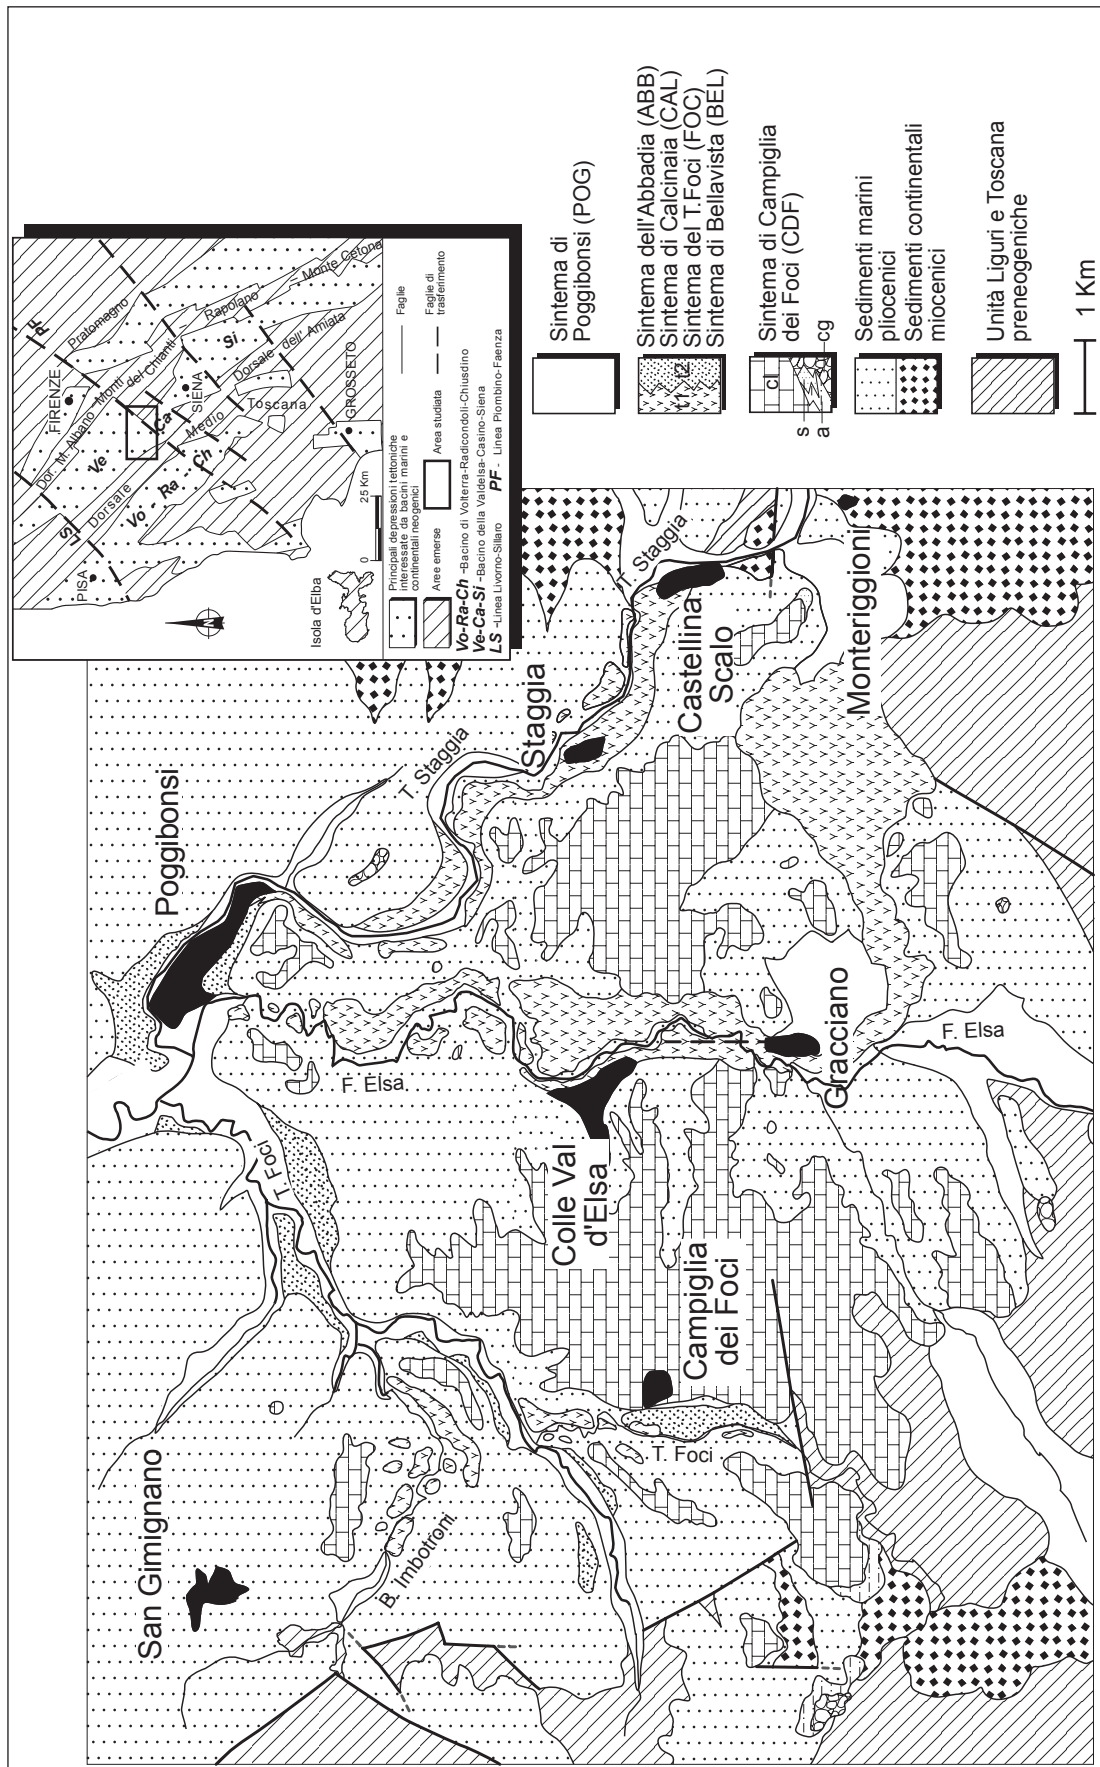 San Gimignano
Poggibonsi
B. Imbotroni
T. Foci
F. Elsa
T. Staggia
Staggia
T. Staggia
Colle Val
d'Elsa
Campiglia
dei Foci
T. Foci
Castellina
Scalo
Gracciano
F. Elsa
Monteriggioni
PISA
LS
FIRENZE
PF
Pratomagno
Dor. M. Albano
Monti del Chianti
Ve
Dorsale
Medio
Toscana
Vo
Ra
Ch
Ca
SIENA
Si
Rapolano
Monte Cetona
Dorsale dell' Amiata
GROSSETO
Isola d'Elba
0
25 Km
Principali depressioni tettoniche
interessate da bacini marini e
continentali neogenici
Aree emerse
Area studiata
Faglie
Faglie di
trasferimento
Vo-Ra-Ch -Bacino di Volterra-Radicondoli-Chiusdino
Ve-Ca-Si -Bacino della Valdelsa-Casino-Siena
LS -Linea Livorno-Sillaro
PF - Linea Piombino-Faenza
Sintema di
Poggibonsi (POG)
t1
t2
Sintema dell'Abbadia (ABB)
Sintema di Calcinaia (CAL)
Sintema del T.Foci (FOC)
Sintema di Bellavista (BEL)
cl
s
a
cg
Sintema di Campiglia
dei Foci (CDF)
Sedimenti marini
pliocenici
Sedimenti continentali
miocenici
Unità Liguri e Toscana
preneogeniche
1 Km